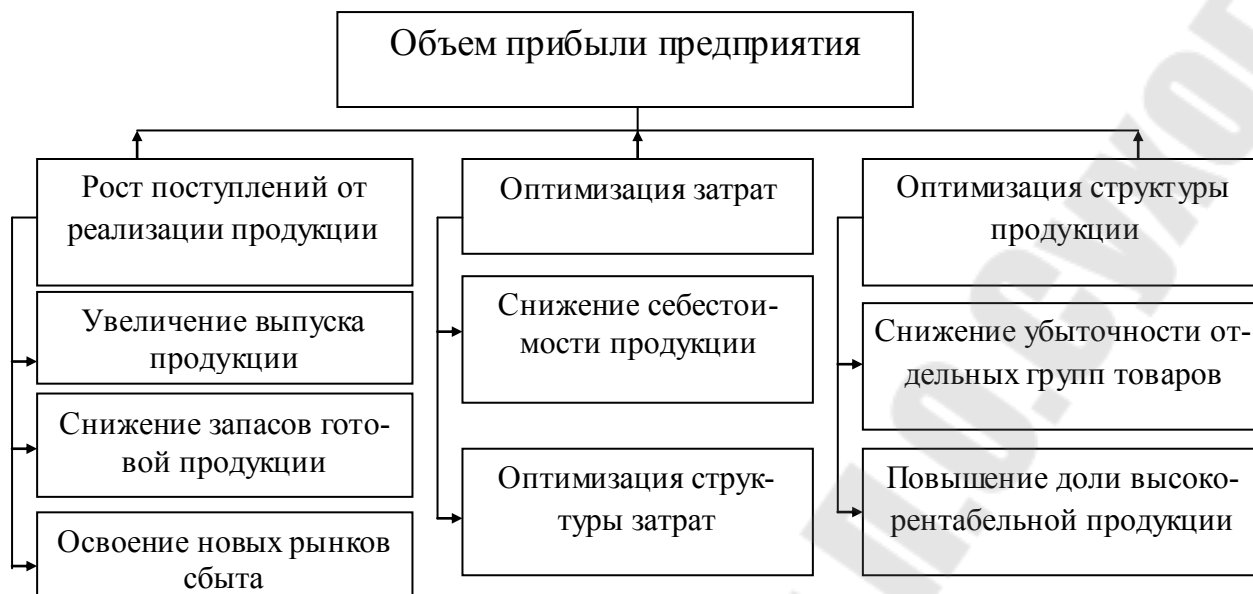 Объем прибыли предприятия
Рост поступлений от
реализации продукции
Увеличение выпуска
продукции
Снижение запасов гото-
вой продукции
Освоение новых рынков
сбыта
Оптимизация затрат
Снижение себестои-
мости продукции
Оптимизация струк-
туры затрат
Оптимизация структуры
продукции
Снижение убыточности от-
дельных групп товаров
Повышение доли высоко-
рентабельной продукции